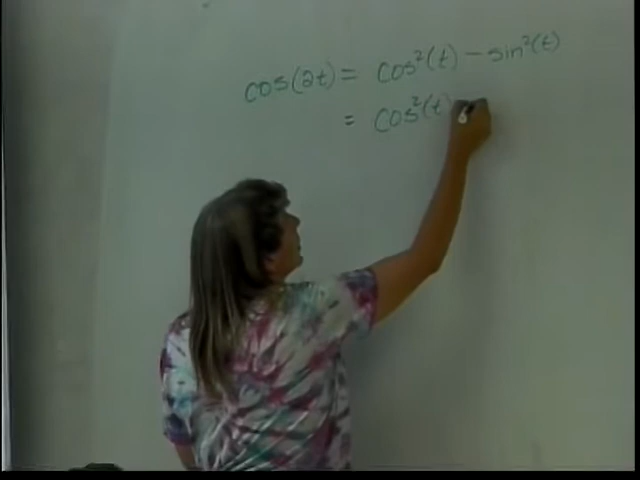 cos(2t) = cos²(t) − sin²(t)
= cos²(t)